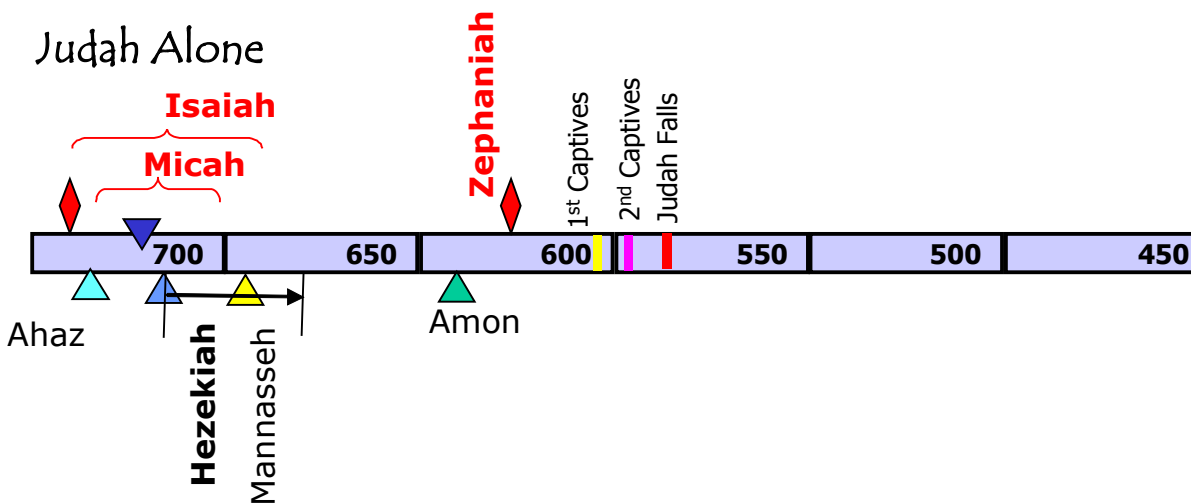 Judah Alone
Isaiah
Micah
Zephaniah
1st Captives
2nd Captives
Judah Falls
700
650
600
550
500
450
Ahaz
Hezekiah
Mannasseh
Amon